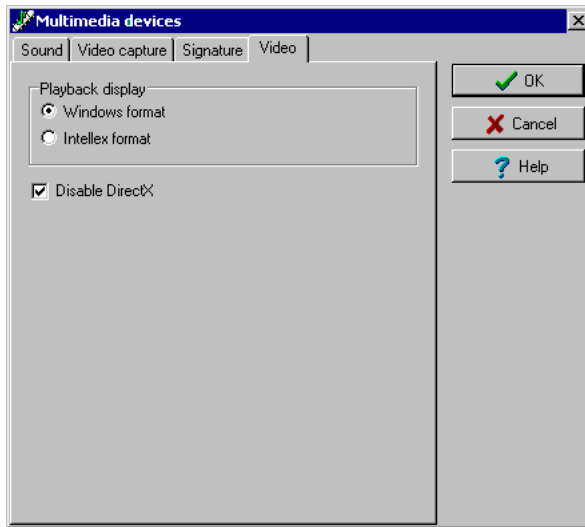 Multimedia devices
Sound Video capture Signature Video
Playback display
Windows format
Intellex format
Disable DirectX
OK
Cancel
Help